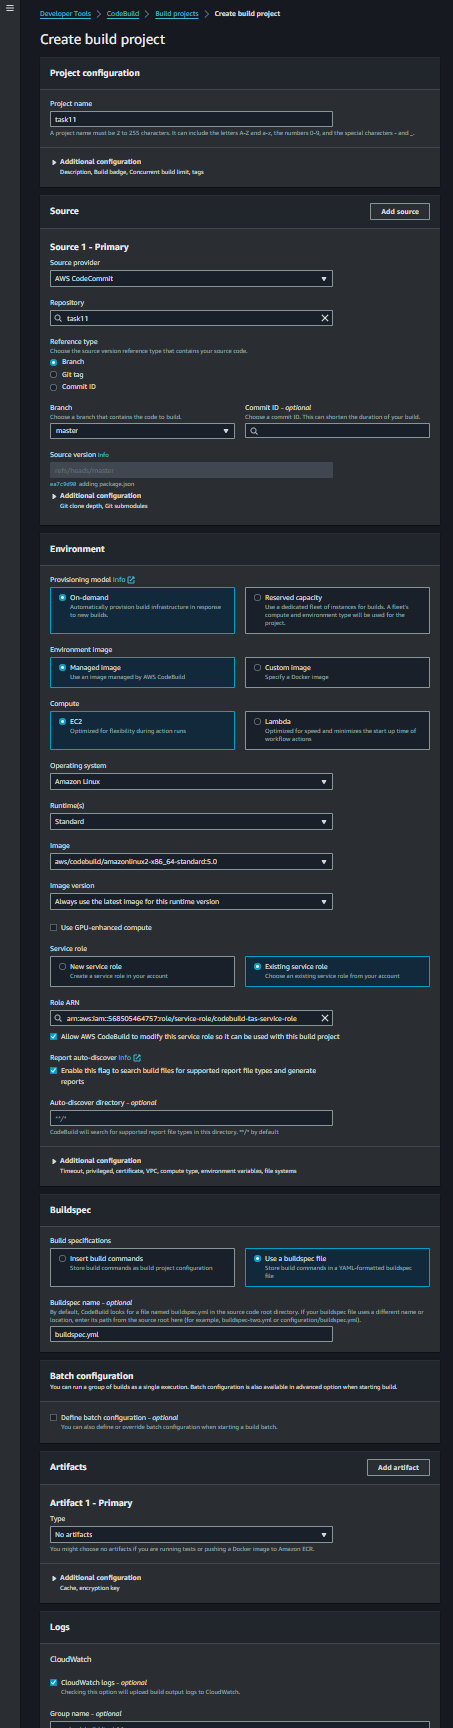 Developer Tools > CodeBuild > Build projects > Create build project
Create build project
Project configuration
Project name
task11
A project name must be 2 to 255 characters. It can include the letters A-Z and a-z, the numbers 0-9, and the special characters - and _.
Additional configuration
Description, Build badge, Concurrent build limit, tags
Source
Add source
Source 1 - Primary
Source provider
AWS CodeCommit
Repository
task11
Reference type
Choose the source version reference type that contains your source code.
Branch
Git tag
Commit ID
Branch
Choose a branch that contains the code to build.
master
Commit ID - optional
Choose a commit ID. This can shorten the duration of your build.
Source version Info
refs/heads/master
ea7c9d90 adding package.json
Additional configuration
Git clone depth, Git submodules
Environment
Provisioning model Info
On-demand
Automatically provision build infrastructure in response
to new builds.
Reserved capacity
Use a dedicated fleet of instances for builds. A fleet's
compute and environment type will be used for the
project.
Environment image
Managed image
Use an image managed by AWS CodeBuild
Custom image
Specify a Docker image
Compute
EC2
Optimized for flexibility during action runs
Lambda
Optimized for speed and minimizes the start up time of
workflow actions
Operating system
Amazon Linux
Runtime(s)
Standard
Image
aws/codebuild/amazonlinux2-x86_64-standard:5.0
Image version
Always use the latest image for this runtime version
Use GPU-enhanced compute
Service role
New service role
Create a service role in your account
Existing service role
Choose an existing service role from your account
Role ARN
arn:aws:iam::568505464757:role/service-role/codebuild-tas-service-role
Allow AWS CodeBuild to modify this service role so it can be used with this build project
Report auto-discover Info
Enable this flag to search build files for supported report file types and generate
reports
Auto-discover directory - optional
**/*
CodeBuild will search for supported report file types in this directory. **/* by default
Additional configuration
Timeout, privileged, certificate, VPC, compute type, environment variables, file systems
Buildspec
Build specifications
Insert build commands
Store build commands as build project configuration
Use a buildspec file
Store build commands in a YAML-formatted buildspec
file
Buildspec name - optional
By default, CodeBuild looks for a file named buildspec.yml in the source code root directory. If your buildspec file uses a different name or
location, enter its path from the source root here (for example, buildspec-two.yml or configuration/buildspec.yml).
buildspec.yml
Batch configuration
You can run a group of builds as a single execution. Batch configuration is also available in advanced option when starting build.
Define batch configuration - optional
You can also define or override batch configuration when starting a build batch.
Artifacts
Add artifact
Artifact 1 - Primary
Type
No artifacts
You might choose no artifacts if you are running tests or pushing a Docker image to Amazon ECR.
Additional configuration
Cache, encryption key
Logs
CloudWatch
CloudWatch logs - optional
Checking this option will upload build output logs to CloudWatch.
Group name - optional